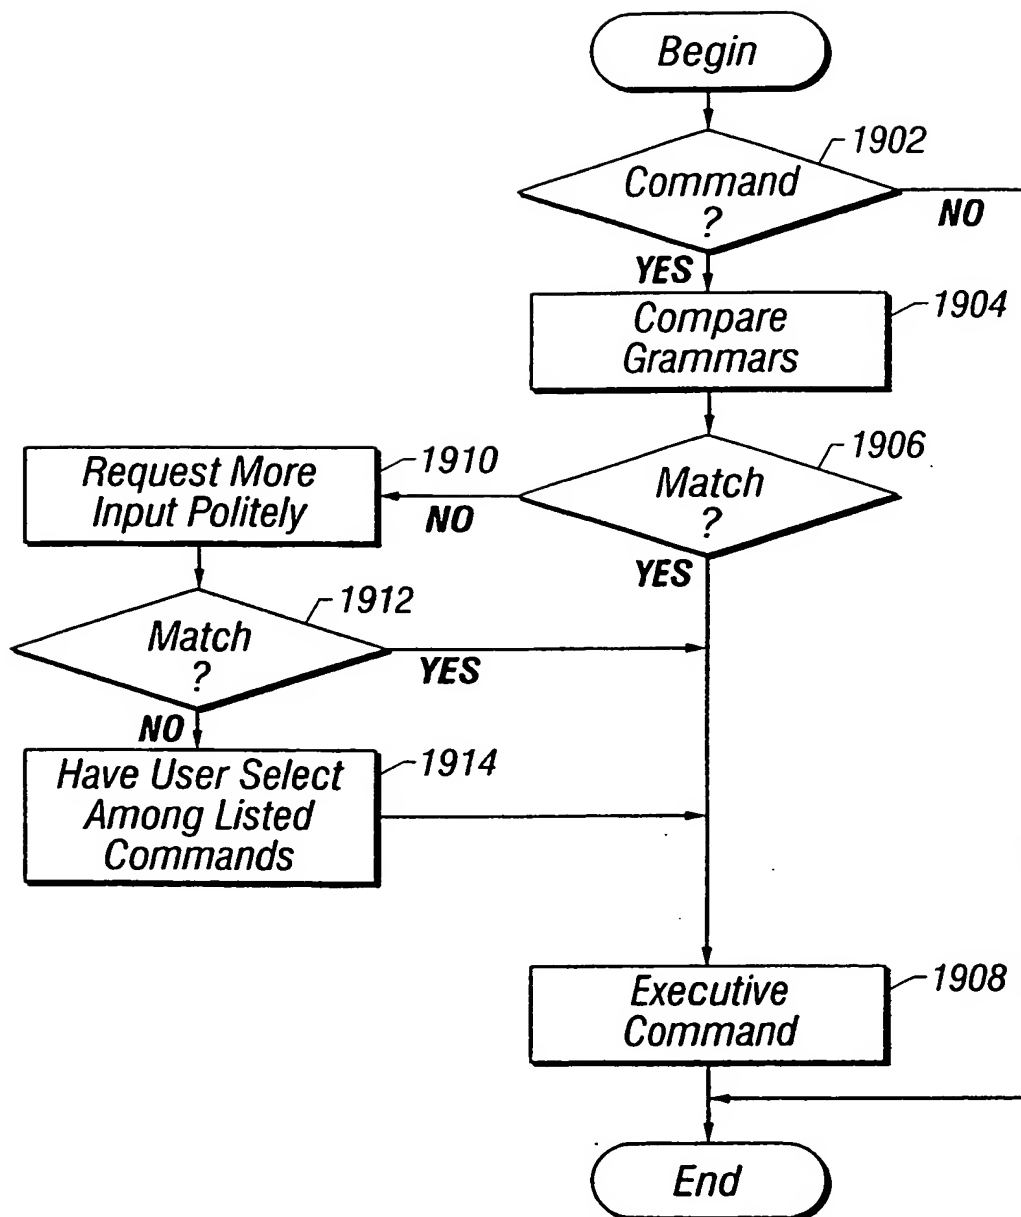 Begin
1902
Command
?
NO
YES
1904
Compare
Grammars
1906
Match
?
NO
YES
1910
Request More
Input Politely
1912
Match
?
YES
NO
1914
Have User Select
Among Listed
Commands
1908
Executive
Command
End